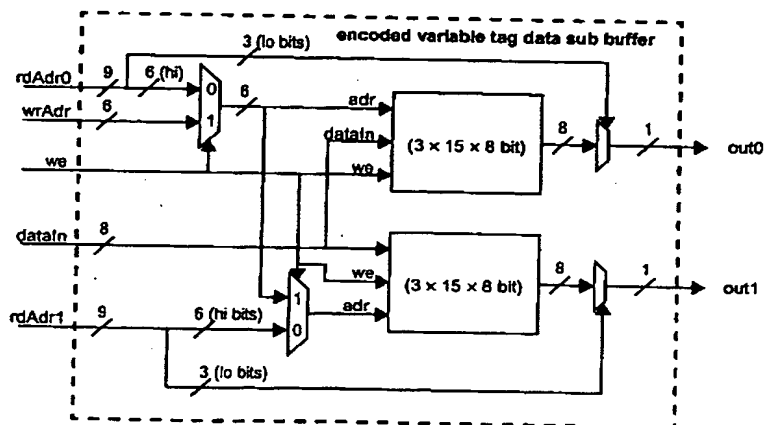 encoded variable tag data sub buffer
3 (lo bits)
rdAdr0
9
6 (hi)
0
1
6
wrAdr
6
we
adr
dataIn
we
(3 × 15 × 8 bit)
8
1
out0
dataIn
8
we
adr
(3 × 15 × 8 bit)
8
1
out1
1
0
rdAdr1
9
6 (hi bits)
3 (lo bits)